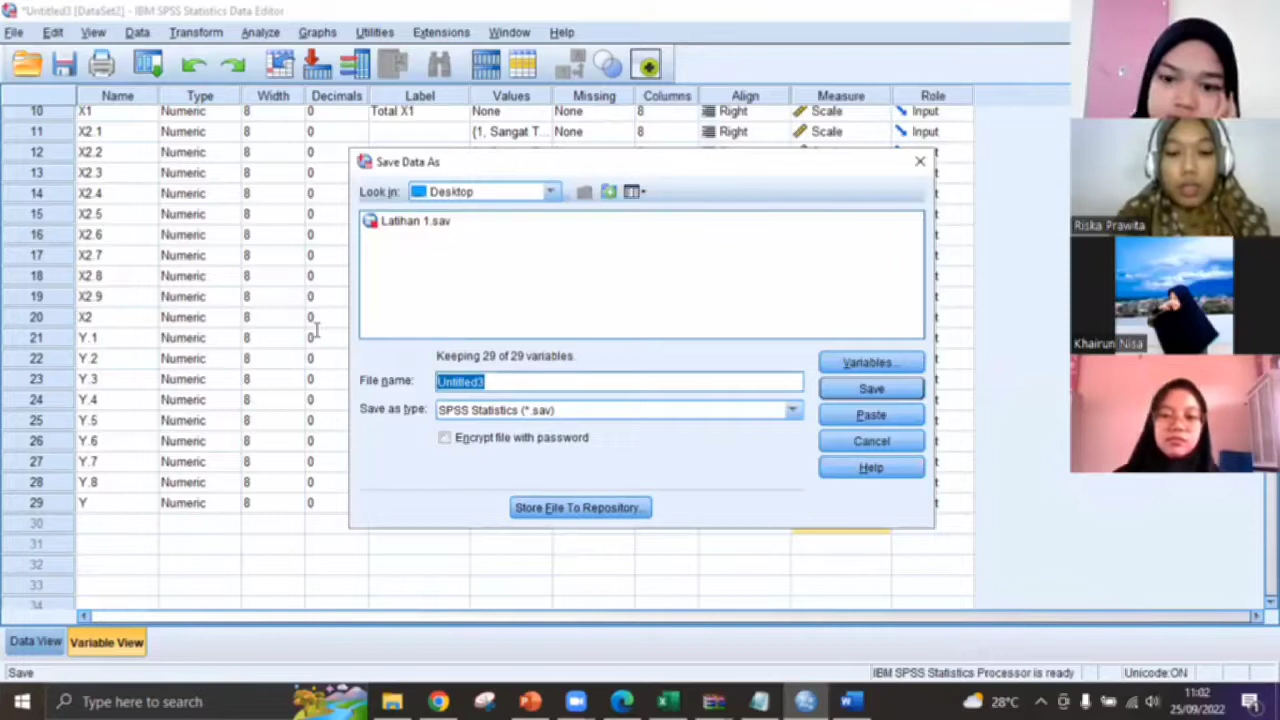 *Untitled3 [DataSet2] - IBM SPSS Statistics Data Editor
File Edit View Data Transform Analyze Graphs Utilities Extensions Window Help
Name Type Width Decimals Label Values Missing Columns Align Measure Role
10 X1 Numeric 8 0 Total X1 None None 8 Right Scale Input
11 X2.1 Numeric 8 0 {1, Sangat T... None 8 Right Scale Input
12 X2.2 Numeric 8 0 t
13 X2.3 Numeric 8 0 t
14 X2.4 Numeric 8 0 t
15 X2.5 Numeric 8 0 t
16 X2.6 Numeric 8 0 t
17 X2.7 Numeric 8 0 t
18 X2.8 Numeric 8 0 t
19 X2.9 Numeric 8 0 t
20 X2 Numeric 8 0 t
21 Y.1 Numeric 8 0 t
22 Y.2 Numeric 8 0 t
23 Y.3 Numeric 8 0 t
24 Y.4 Numeric 8 0 t
25 Y.5 Numeric 8 0 t
26 Y.6 Numeric 8 0 t
27 Y.7 Numeric 8 0 t
28 Y.8 Numeric 8 0 t
29 Y Numeric 8 0 t
30
31
32
33
34
Save Data As
Look in: Desktop
Latihan 1.sav
Keeping 29 of 29 variables.
File name: Untitled3
Save as type: SPSS Statistics (*.sav)
Encrypt file with password
Variables...
Save
Paste
Cancel
Help
Store File To Repository...
Riska Prawita
Khairun Nisa
Data View Variable View
Save IBM SPSS Statistics Processor is ready Unicode:ON
Type here to search 28°C 11:02
25/09/2022 1